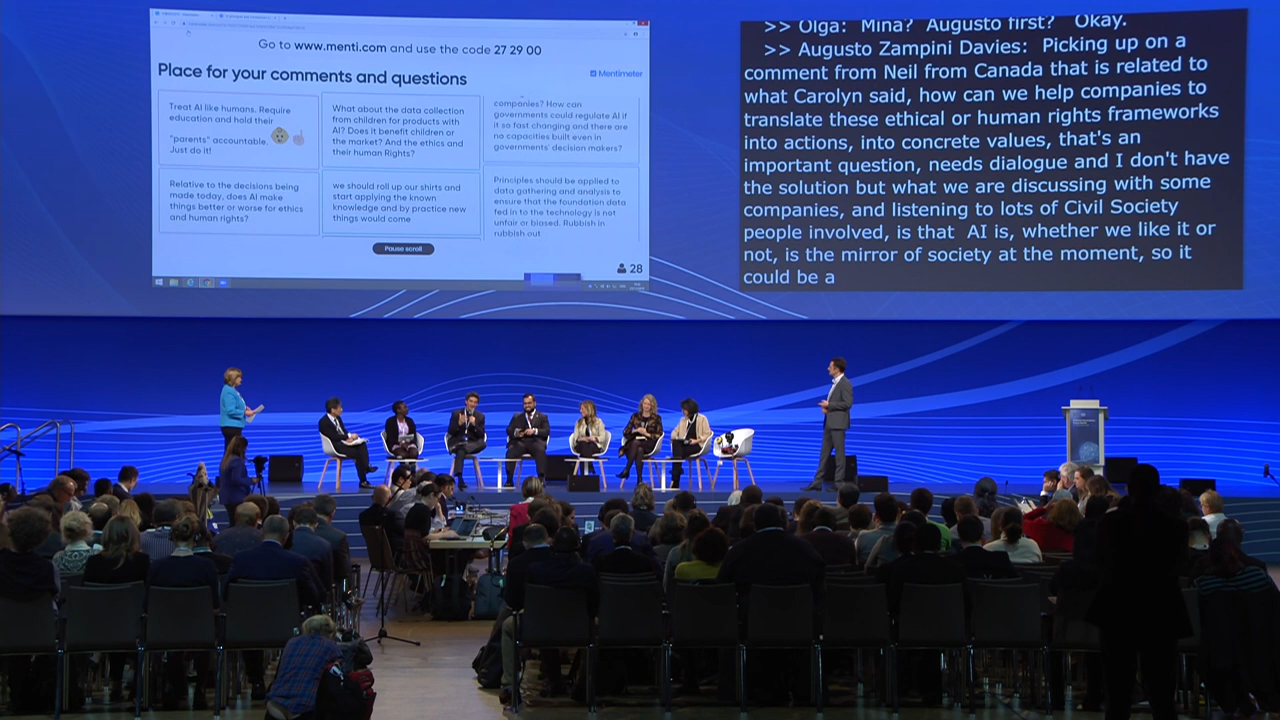 Go to www.menti.com and use the code 27 29 00
Place for your comments and questions
Mentimeter
Treat AI like humans. Require
education and hold their
"parents" accountable.
Just do it!
What about the data collection
from children for products with
AI? Does it benefit children or
the market? And the ethics and
their human Rights?
companies? How can
governments could regulate AI if
it so fast changing and there are
no capacities built even in
governments' decision makers?
Relative to the decisions being
made today, does AI make
things better or worse for ethics
and human rights?
we should roll up our shirts and
start applying the known
knowledge and by practice new
things would come
Principles should be applied to
data gathering and analysis to
ensure that the foundation data
fed in to the technology is not
unfair or biased. Rubbish in
rubbish out
Pause scroll
28
>> Olga: Mina? Augusto first? Okay.
>> Augusto Zampini Davies: Picking up on a
comment from Neil from Canada that is related to
what Carolyn said, how can we help companies to
translate these ethical or human rights frameworks
into actions, into concrete values, that's an
important question, needs dialogue and I don't have
the solution but what we are discussing with some
companies, and listening to lots of Civil Society
people involved, is that AI is, whether we like it or
not, is the mirror of society at the moment, so it
could be a